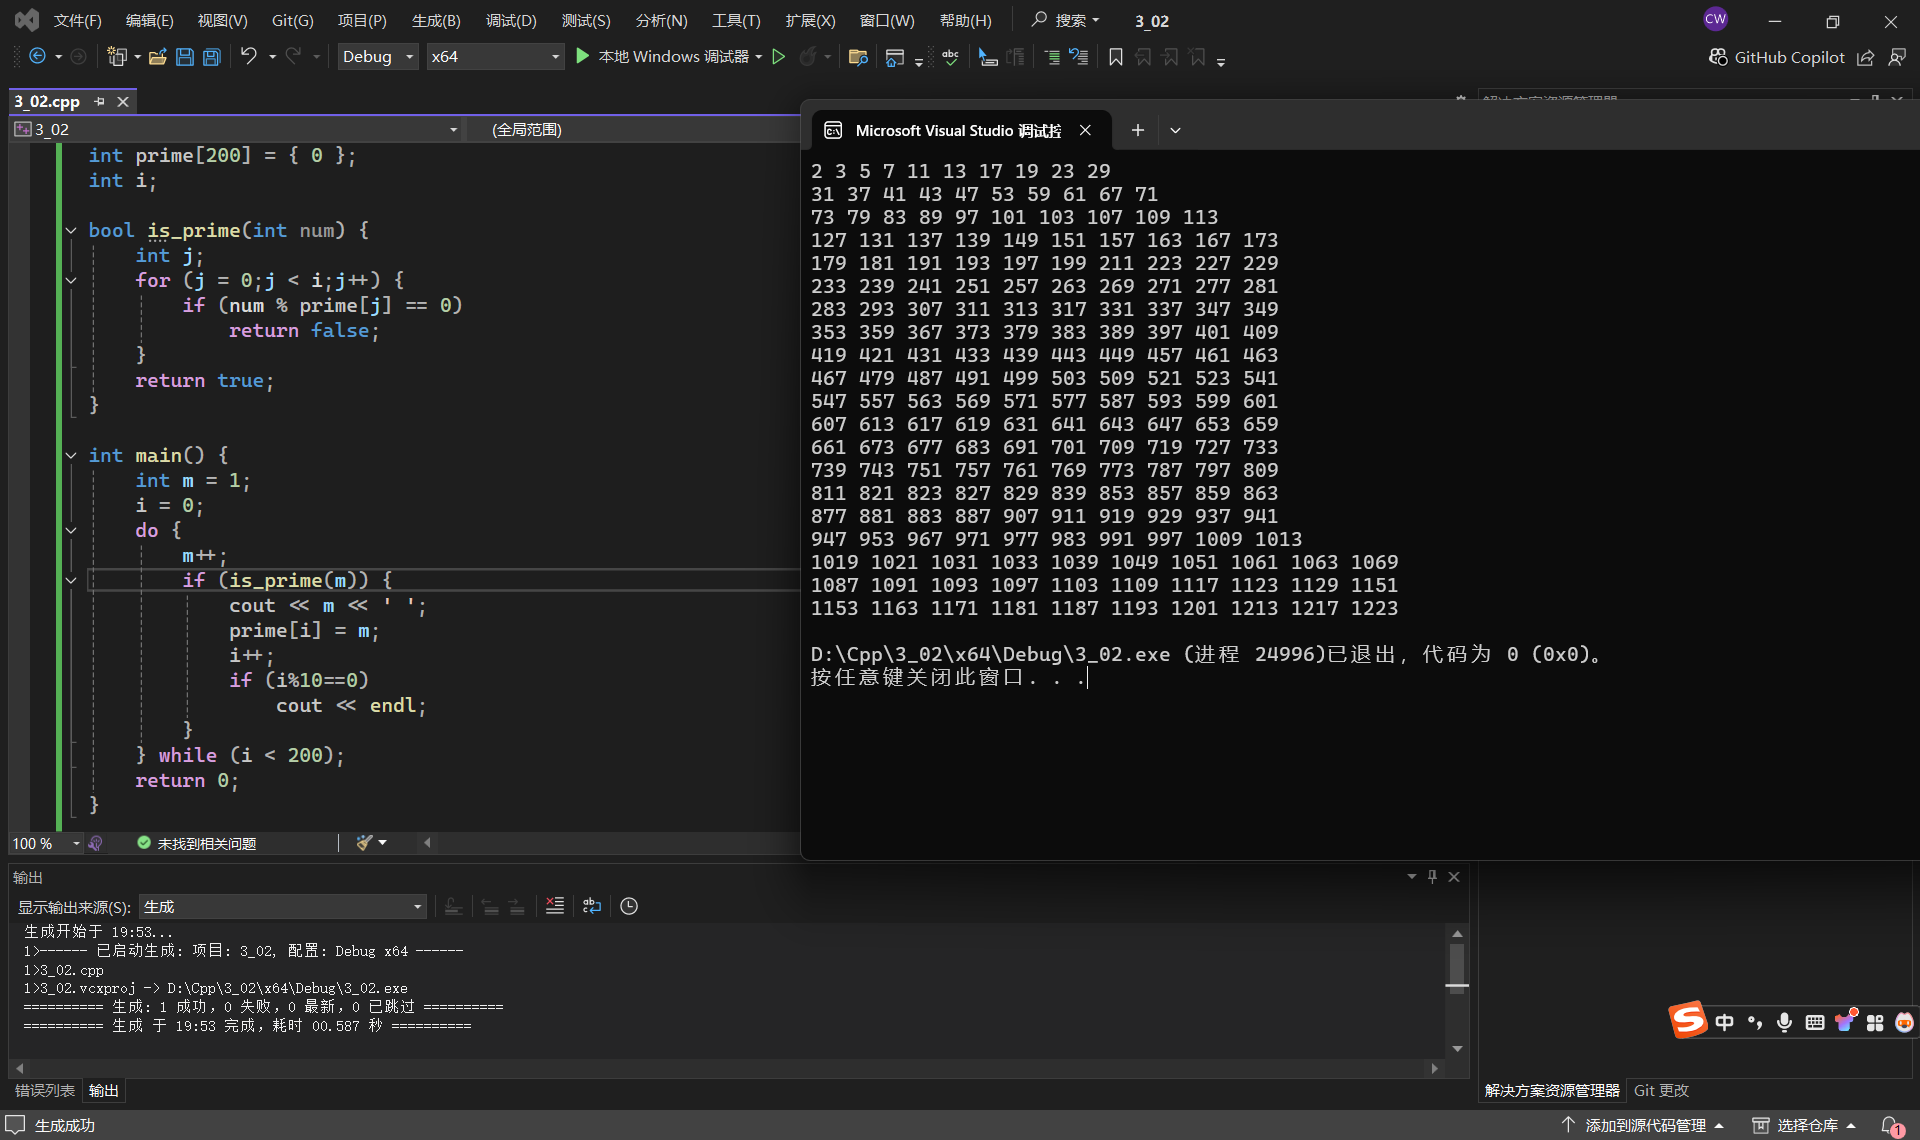 文件(F) 编辑(E) 视图(V) Git(G) 项目(P) 生成(B) 调试(D) 测试(S) 分析(N) 工具(T) 扩展(X) 窗口(W) 帮助(H) 搜索 3_02 CW
Debug x64 本地 Windows 调试器 abc GitHub Copilot
3_02.cpp
3_02 (全局范围)
int prime[200] = { 0 };
int i;
bool is_prime(int num) {
int j;
for (j = 0;j < i;j++) {
if (num % prime[j] == 0)
return false;
}
return true;
}
int main() {
int m = 1;
i = 0;
do {
m++;
if (is_prime(m)) {
cout << m << ' ';
prime[i] = m;
i++;
if (i%10==0)
cout << endl;
}
} while (i < 200);
return 0;
}
100 % 未找到相关问题
Microsoft Visual Studio 调试控
2 3 5 7 11 13 17 19 23 29
31 37 41 43 47 53 59 61 67 71
73 79 83 89 97 101 103 107 109 113
127 131 137 139 149 151 157 163 167 173
179 181 191 193 197 199 211 223 227 229
233 239 241 251 257 263 269 271 277 281
283 293 307 311 313 317 331 337 347 349
353 359 367 373 379 383 389 397 401 409
419 421 431 433 439 443 449 457 461 463
467 479 487 491 499 503 509 521 523 541
547 557 563 569 571 577 587 593 599 601
607 613 617 619 631 641 643 647 653 659
661 673 677 683 691 701 709 719 727 733
739 743 751 757 761 769 773 787 797 809
811 821 823 827 829 839 853 857 859 863
877 881 883 887 907 911 919 929 937 941
947 953 967 971 977 983 991 997 1009 1013
1019 1021 1031 1033 1039 1049 1051 1061 1063 1069
1087 1091 1093 1097 1103 1109 1117 1123 1129 1151
1153 1163 1171 1181 1187 1193 1201 1213 1217 1223
D:\Cpp\3_02\x64\Debug\3_02.exe (进程 24996)已退出，代码为 0 (0x0)。
按任意键关闭此窗口. . .
输出
显示输出来源(S): 生成
生成开始于 19:53...
1>------ 已启动生成: 项目: 3_02, 配置: Debug x64 ------
1>3_02.cpp
1>3_02.vcxproj -> D:\Cpp\3_02\x64\Debug\3_02.exe
========== 生成: 1 成功，0 失败，0 最新，0 已跳过 ==========
========== 生成 于 19:53 完成，耗时 00.587 秒 ==========
中
错误列表 输出
解决方案资源管理器 Git 更改
生成成功
添加到源代码管理 选择仓库 1